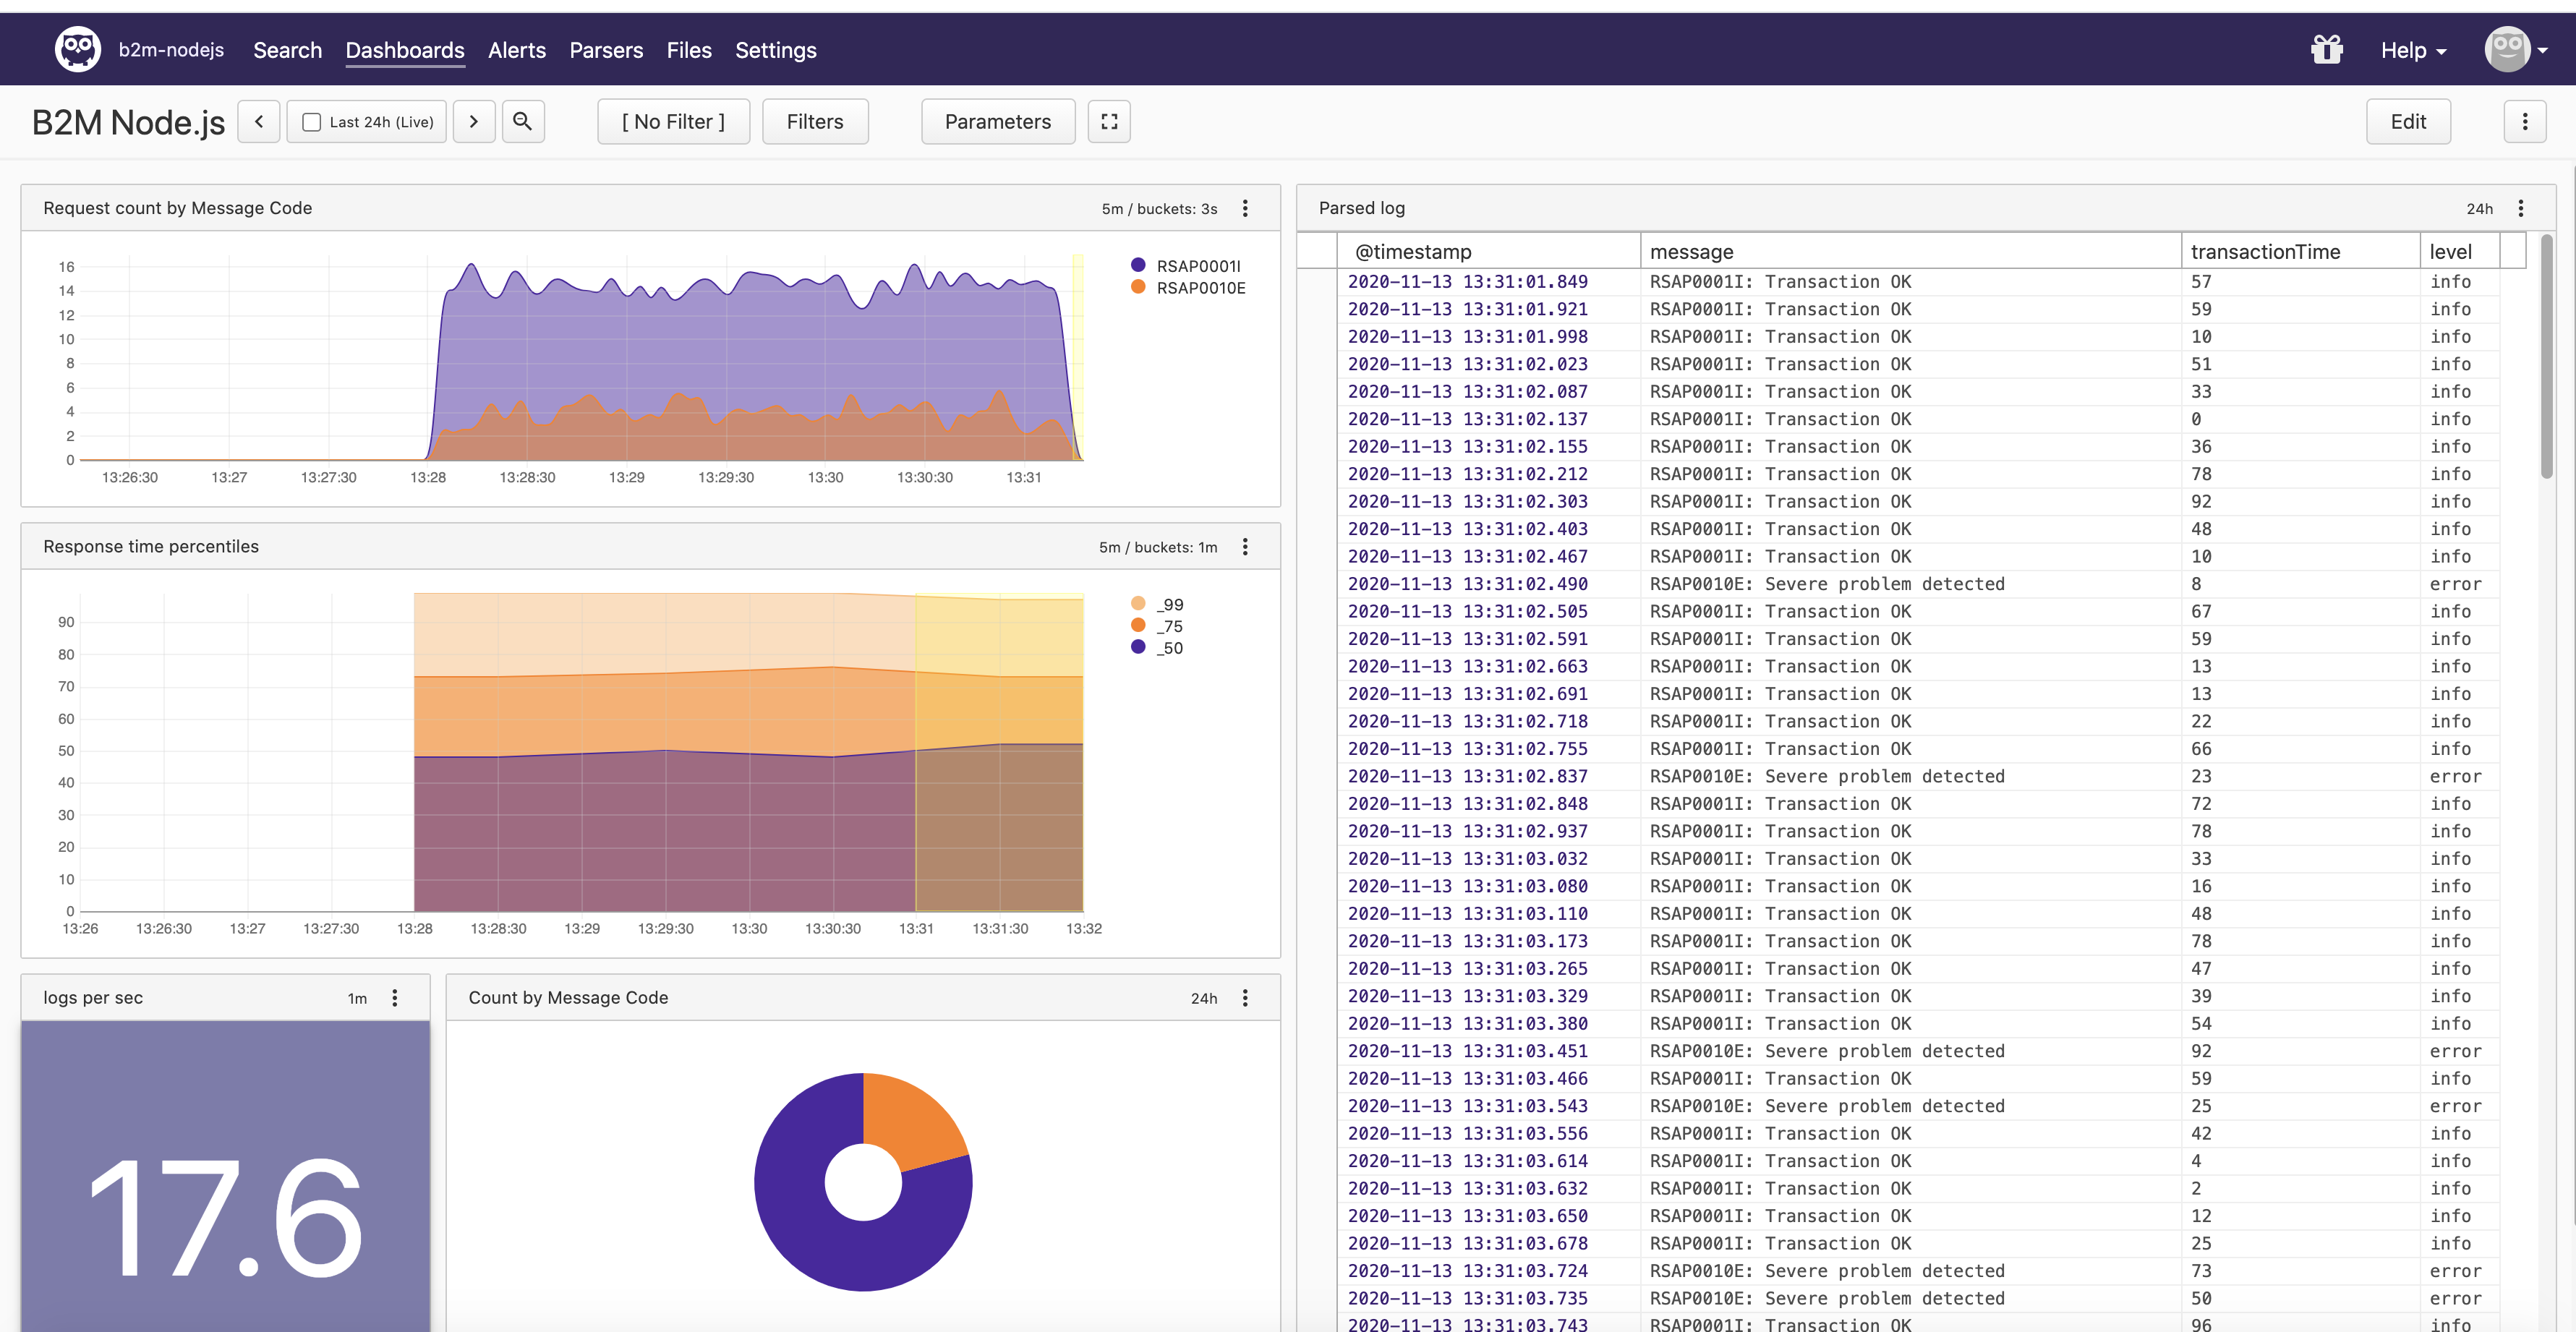 b2m-nodejs Search Dashboards Alerts Parsers Files Settings Help
B2M Node.js Last 24h (Live) [ No Filter ] Filters Parameters Edit
Request count by Message Code 5m / buckets: 3s
16
14
12
10
8
6
4
2
0
13:26:30 13:27 13:27:30 13:28 13:28:30 13:29 13:29:30 13:30 13:30:30 13:31
RSAP0001I
RSAP0010E
Response time percentiles 5m / buckets: 1m
90
80
70
60
50
40
30
20
10
0
13:26 13:26:30 13:27 13:27:30 13:28 13:28:30 13:29 13:29:30 13:30 13:30:30 13:31 13:31:30 13:32
_99
_75
_50
logs per sec 1m
17.6
Count by Message Code 24h
Parsed log 24h
@timestamp message transactionTime level
2020-11-13 13:31:01.849 RSAP0001I: Transaction OK 57 info
2020-11-13 13:31:01.921 RSAP0001I: Transaction OK 59 info
2020-11-13 13:31:01.998 RSAP0001I: Transaction OK 10 info
2020-11-13 13:31:02.023 RSAP0001I: Transaction OK 51 info
2020-11-13 13:31:02.087 RSAP0001I: Transaction OK 33 info
2020-11-13 13:31:02.137 RSAP0001I: Transaction OK 0 info
2020-11-13 13:31:02.155 RSAP0001I: Transaction OK 36 info
2020-11-13 13:31:02.212 RSAP0001I: Transaction OK 78 info
2020-11-13 13:31:02.303 RSAP0001I: Transaction OK 92 info
2020-11-13 13:31:02.403 RSAP0001I: Transaction OK 48 info
2020-11-13 13:31:02.467 RSAP0001I: Transaction OK 10 info
2020-11-13 13:31:02.490 RSAP0010E: Severe problem detected 8 error
2020-11-13 13:31:02.505 RSAP0001I: Transaction OK 67 info
2020-11-13 13:31:02.591 RSAP0001I: Transaction OK 59 info
2020-11-13 13:31:02.663 RSAP0001I: Transaction OK 13 info
2020-11-13 13:31:02.691 RSAP0001I: Transaction OK 13 info
2020-11-13 13:31:02.718 RSAP0001I: Transaction OK 22 info
2020-11-13 13:31:02.755 RSAP0001I: Transaction OK 66 info
2020-11-13 13:31:02.837 RSAP0010E: Severe problem detected 23 error
2020-11-13 13:31:02.848 RSAP0001I: Transaction OK 72 info
2020-11-13 13:31:02.937 RSAP0001I: Transaction OK 78 info
2020-11-13 13:31:03.032 RSAP0001I: Transaction OK 33 info
2020-11-13 13:31:03.080 RSAP0001I: Transaction OK 16 info
2020-11-13 13:31:03.110 RSAP0001I: Transaction OK 48 info
2020-11-13 13:31:03.173 RSAP0001I: Transaction OK 78 info
2020-11-13 13:31:03.265 RSAP0001I: Transaction OK 47 info
2020-11-13 13:31:03.329 RSAP0001I: Transaction OK 39 info
2020-11-13 13:31:03.380 RSAP0001I: Transaction OK 54 info
2020-11-13 13:31:03.451 RSAP0010E: Severe problem detected 92 error
2020-11-13 13:31:03.466 RSAP0001I: Transaction OK 59 info
2020-11-13 13:31:03.543 RSAP0010E: Severe problem detected 25 error
2020-11-13 13:31:03.556 RSAP0001I: Transaction OK 42 info
2020-11-13 13:31:03.614 RSAP0001I: Transaction OK 4 info
2020-11-13 13:31:03.632 RSAP0001I: Transaction OK 2 info
2020-11-13 13:31:03.650 RSAP0001I: Transaction OK 12 info
2020-11-13 13:31:03.678 RSAP0001I: Transaction OK 25 info
2020-11-13 13:31:03.724 RSAP0010E: Severe problem detected 73 error
2020-11-13 13:31:03.735 RSAP0010E: Severe problem detected 50 error
2020-11-13 13:31:03.743 RSAP0001I: Transaction OK 96 info